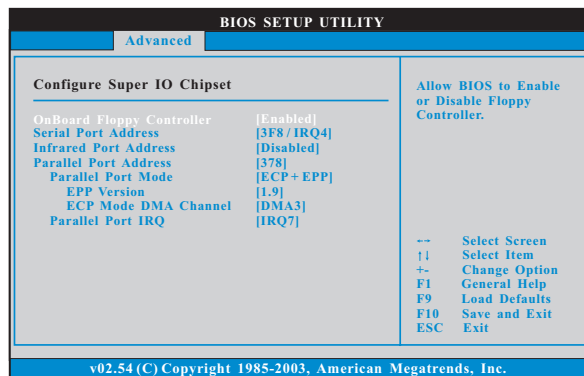 BIOS SETUP UTILITY
Advanced
Configure Super IO Chipset
OnBoard Floppy Controller [Enabled]
Serial Port Address [3F8 / IRQ4]
Infrared Port Address [Disabled]
Parallel Port Address [378]
Parallel Port Mode [ECP + EPP]
EPP Version [1.9]
ECP Mode DMA Channel [DMA3]
Parallel Port IRQ [IRQ7]
Allow BIOS to Enable
or Disable Floppy
Controller.
←→ Select Screen
↑↓ Select Item
+- Change Option
F1 General Help
F9 Load Defaults
F10 Save and Exit
ESC Exit
v02.54 (C) Copyright 1985-2003, American Megatrends, Inc.